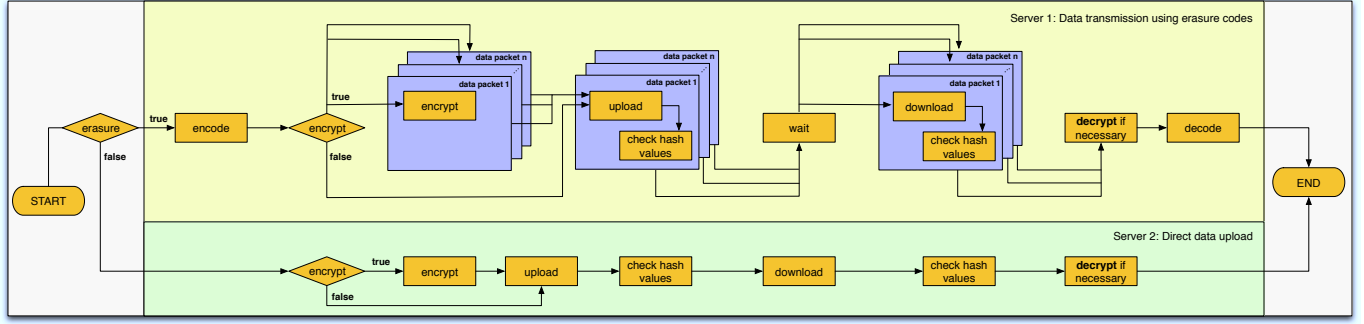 Server 1: Data transmission using erasure codes
data packet n
data packet 1
true
encrypt
data packet n
data packet 1
upload
check hash
values
data packet n
data packet 1
download
check hash
values
erasure
true
encode
encrypt
false
wait
decrypt if
necessary
decode
false
START
END
Server 2: Direct data upload
encrypt
true
encrypt
upload
check hash
values
download
check hash
values
decrypt if
necessary
false